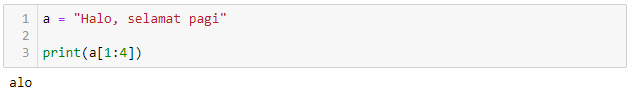 1 a = "Halo, selamat pagi"
2
3 print(a[1:4])
alo